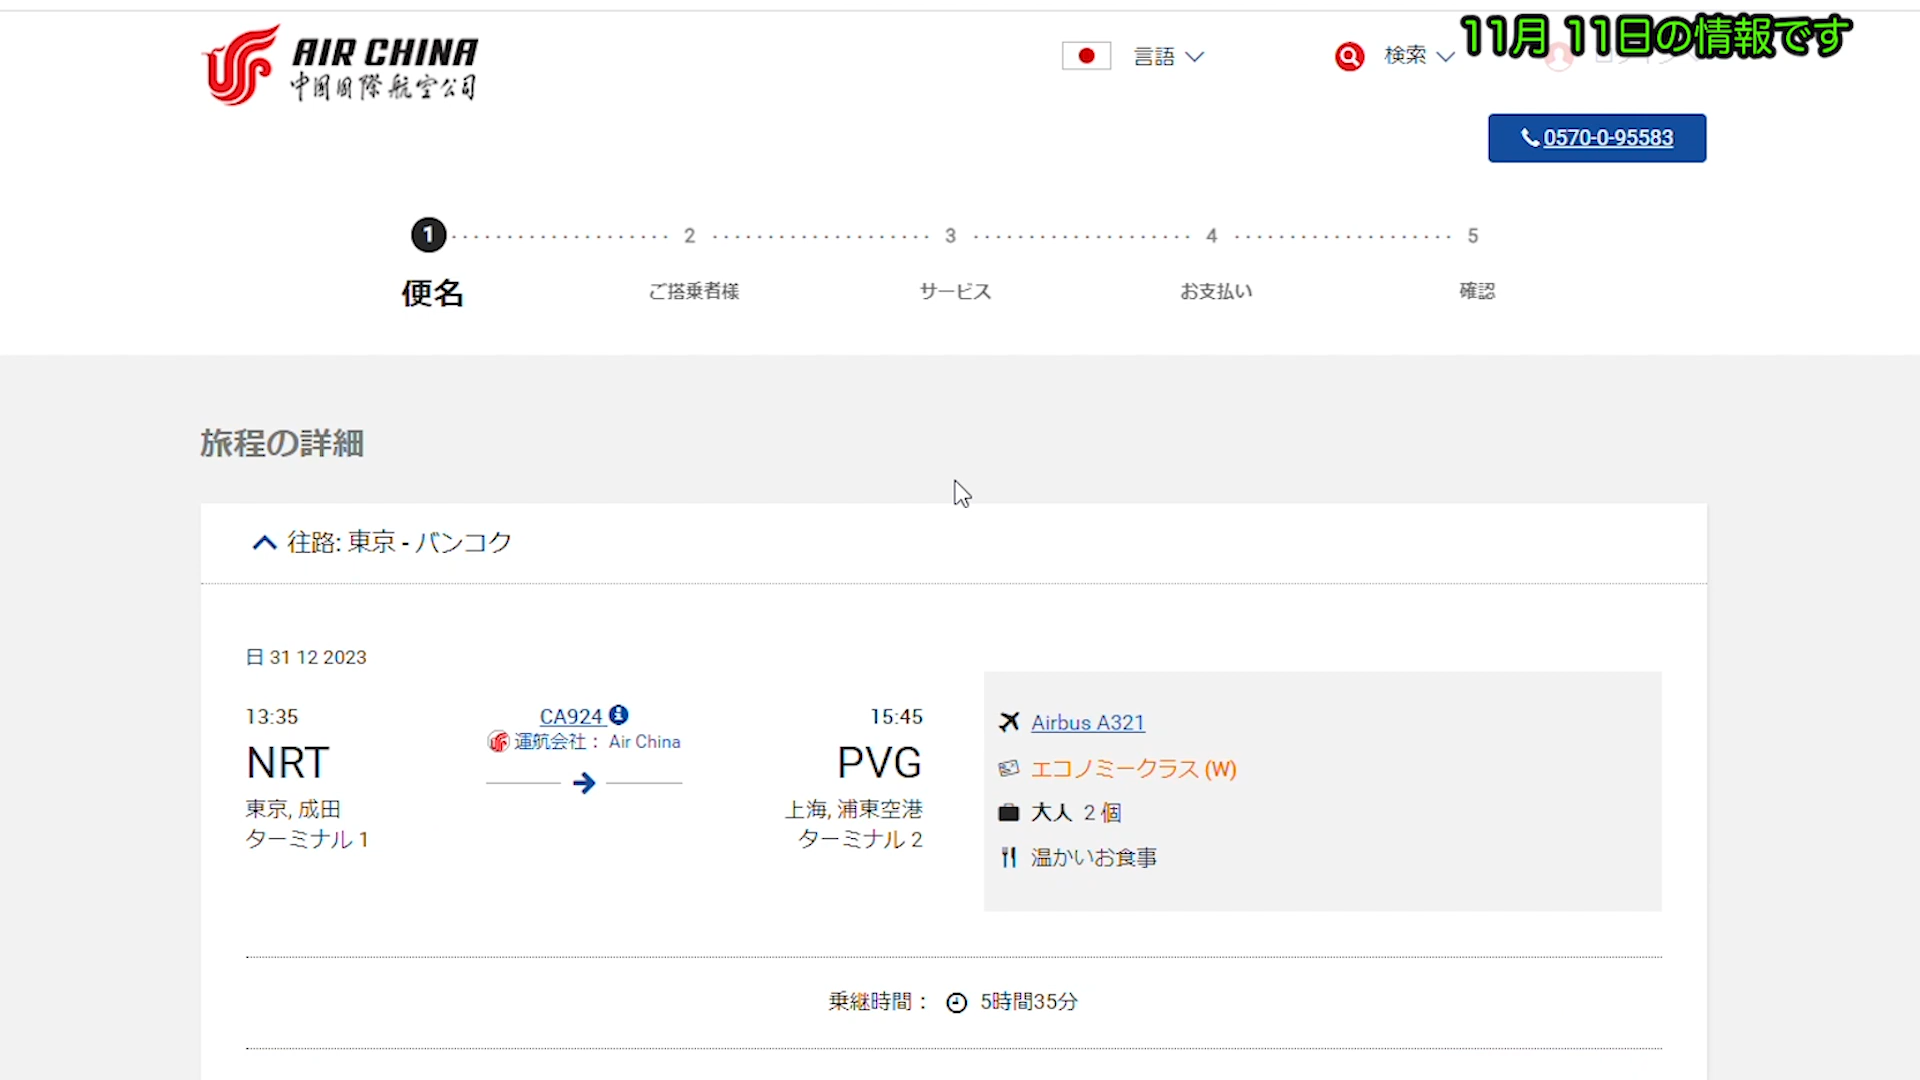 11月 11日の情報です
AIR CHINA
中国国際航空公司
言語
検索
0570-0-95583
1 2 3 4 5
便名 ご搭乗者様 サービス お支払い 確認
旅程の詳細
往路: 東京 - バンコク
日 31 12 2023
13:35 CA924 15:45
運航会社： Air China
NRT PVG
東京, 成田 上海, 浦東空港
ターミナル 1 ターミナル 2
Airbus A321
エコノミークラス (W)
大人 2 個
温かいお食事
乗継時間： 5時間35分